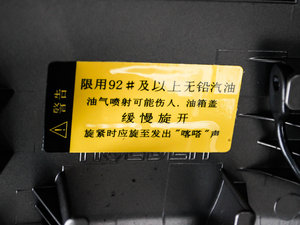 警告
限用92#及以上无铅汽油
油气喷射可能伤人，油箱盖
缓慢旋开
旋紧时应旋至发出"喀嗒"声